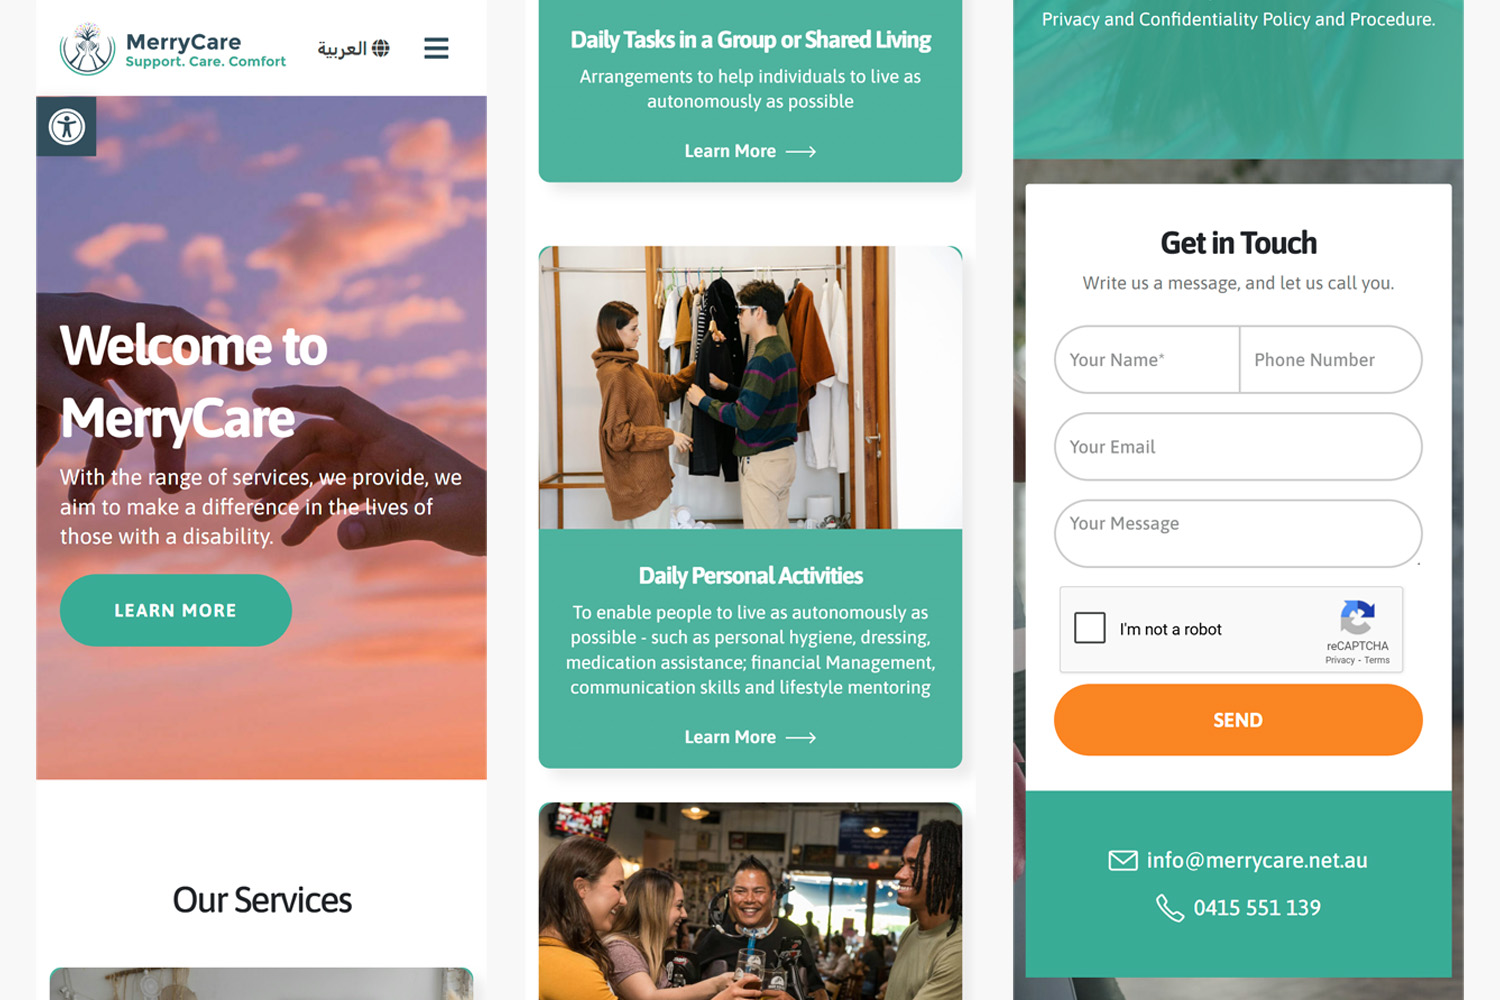 MerryCare
Support. Care. Comfort
العربية
Welcome to
MerryCare
With the range of services, we provide, we
aim to make a difference in the lives of
those with a disability.
LEARN MORE
Our Services
Daily Tasks in a Group or Shared Living
Arrangements to help individuals to live as
autonomously as possible
Learn More
Daily Personal Activities
To enable people to live as autonomously as
possible - such as personal hygiene, dressing,
medication assistance; financial Management,
communication skills and lifestyle mentoring
Learn More
Privacy and Confidentiality Policy and Procedure.
Get in Touch
Write us a message, and let us call you.
Your Name*
Phone Number
Your Email
Your Message
I'm not a robot
reCAPTCHA
Privacy - Terms
SEND
info@merrycare.net.au
0415 551 139